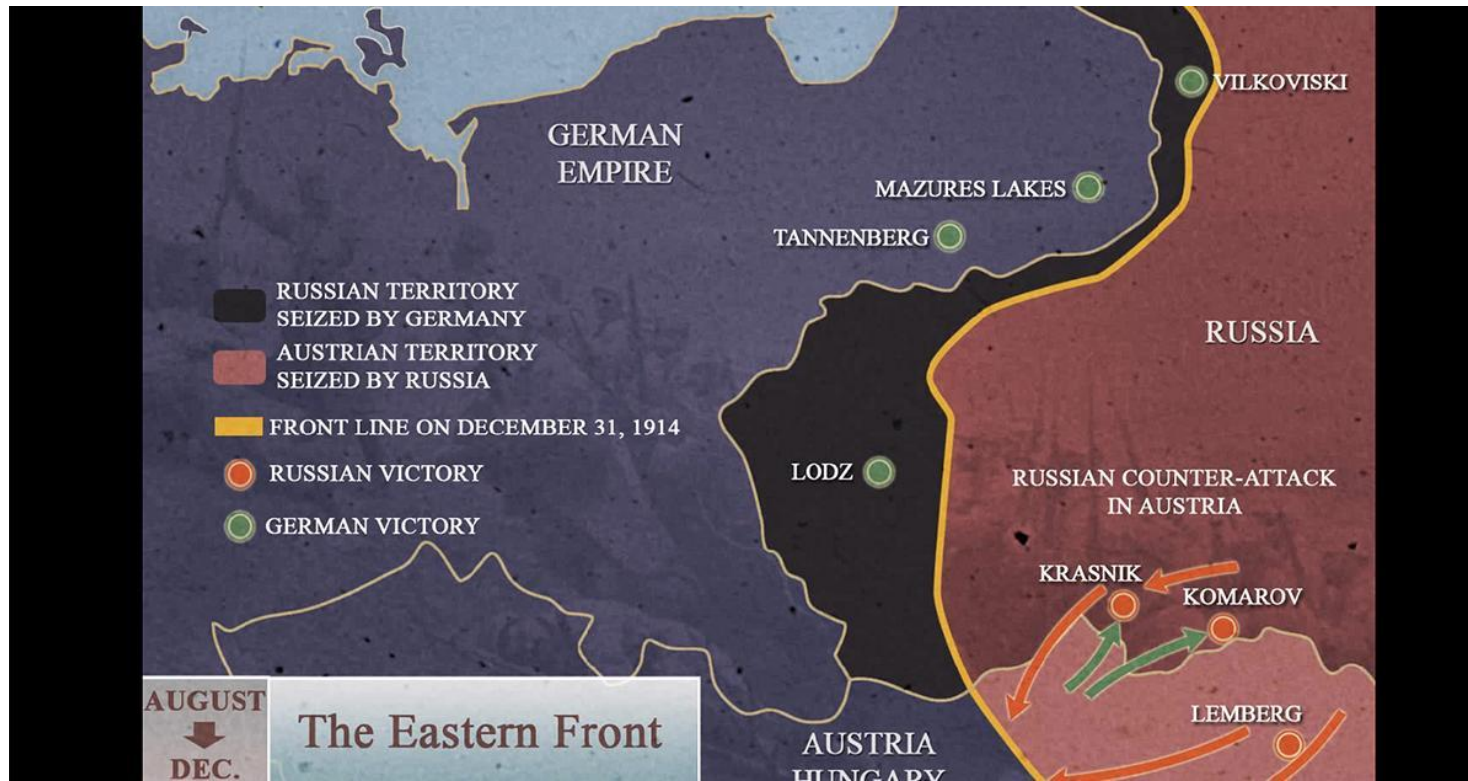 GERMAN
EMPIRE
VILKOVISKI
MAZURES LAKES
TANNENBERG
RUSSIAN TERRITORY
SEIZED BY GERMANY
AUSTRIAN TERRITORY
SEIZED BY RUSSIA
FRONT LINE ON DECEMBER 31, 1914
RUSSIAN VICTORY
GERMAN VICTORY
RUSSIA
LODZ
RUSSIAN COUNTER-ATTACK
IN AUSTRIA
KRASNIK
KOMAROV
LEMBERG
AUGUST
DEC.
The Eastern Front
AUSTRIA
HUNGARY